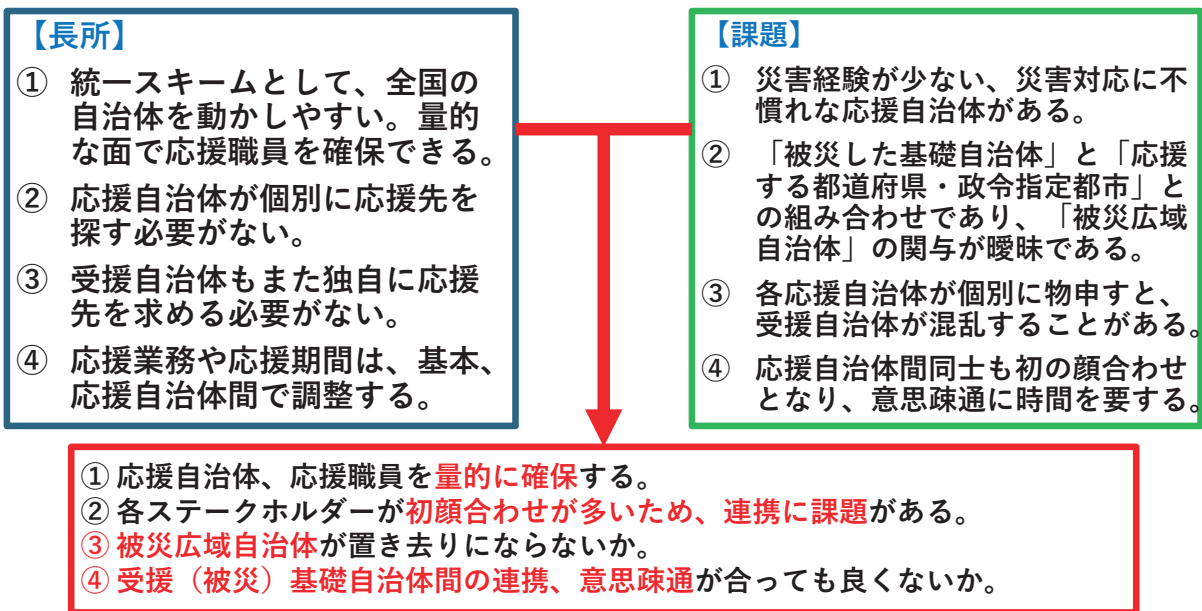 【長所】
① 統一スキームとして、全国の
自治体を動かしやすい。量的
な面で応援職員を確保できる。
② 応援自治体が個別に応援先を
探す必要がない。
③ 受援自治体もまた独自に応援
先を求める必要がない。
④ 応援業務や応援期間は、基本、
応援自治体間で調整する。
【課題】
① 災害経験が少ない、災害対応に不
慣れな応援自治体がある。
② 「被災した基礎自治体」と「応援
する都道府県・政令指定都市」と
の組み合わせであり、「被災広域
自治体」の関与が曖昧である。
③ 各応援自治体が個別に物申すと、
受援自治体が混乱することがある。
④ 応援自治体間同士も初の顔合わせ
となり、意思疎通に時間を要する。
① 応援自治体、応援職員を量的に確保する。
② 各ステークホルダーが初顔合わせが多いため、連携に課題がある。
③ 被災広域自治体が置き去りにならないか。
④ 受援（被災）基礎自治体間の連携、意思疎通が合っても良くないか。